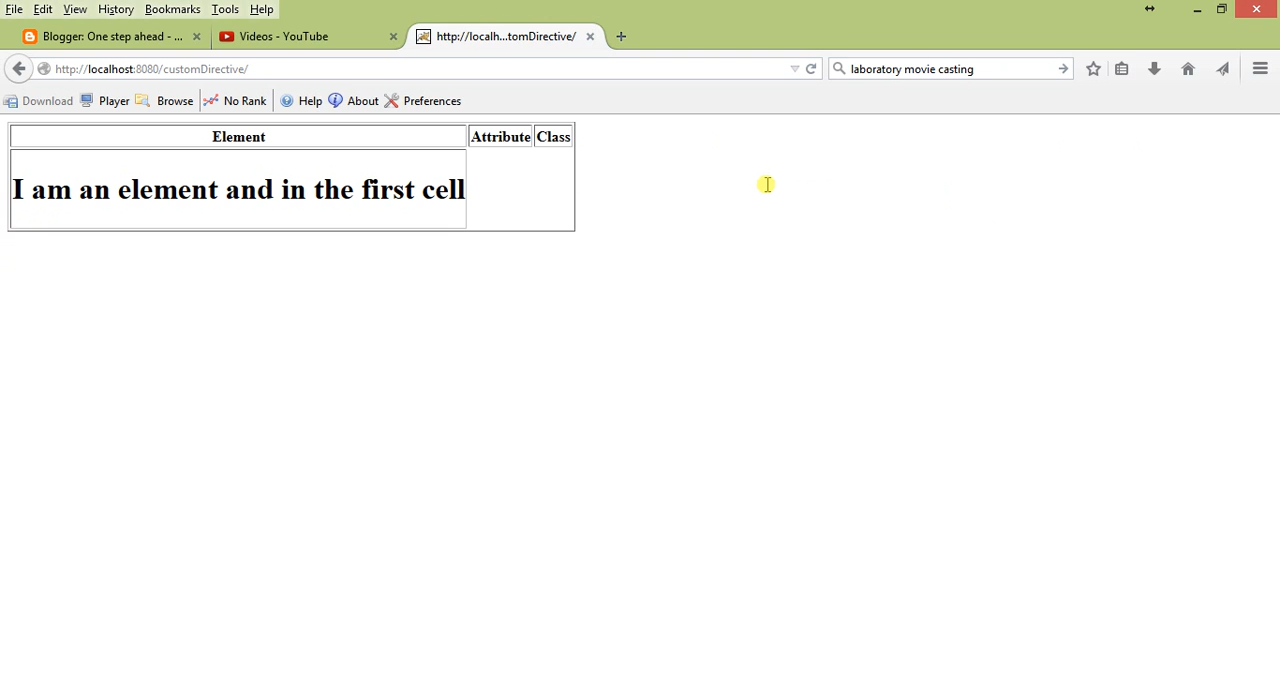 File Edit View History Bookmarks Tools Help
Blogger: One step ahead - ... × Videos - YouTube × http://localh...tomDirective/ × +
http://localhost:8080/customDirective/ laboratory movie casting
Download Player Browse No Rank Help About Preferences
Element Attribute Class
I am an element and in the first cell